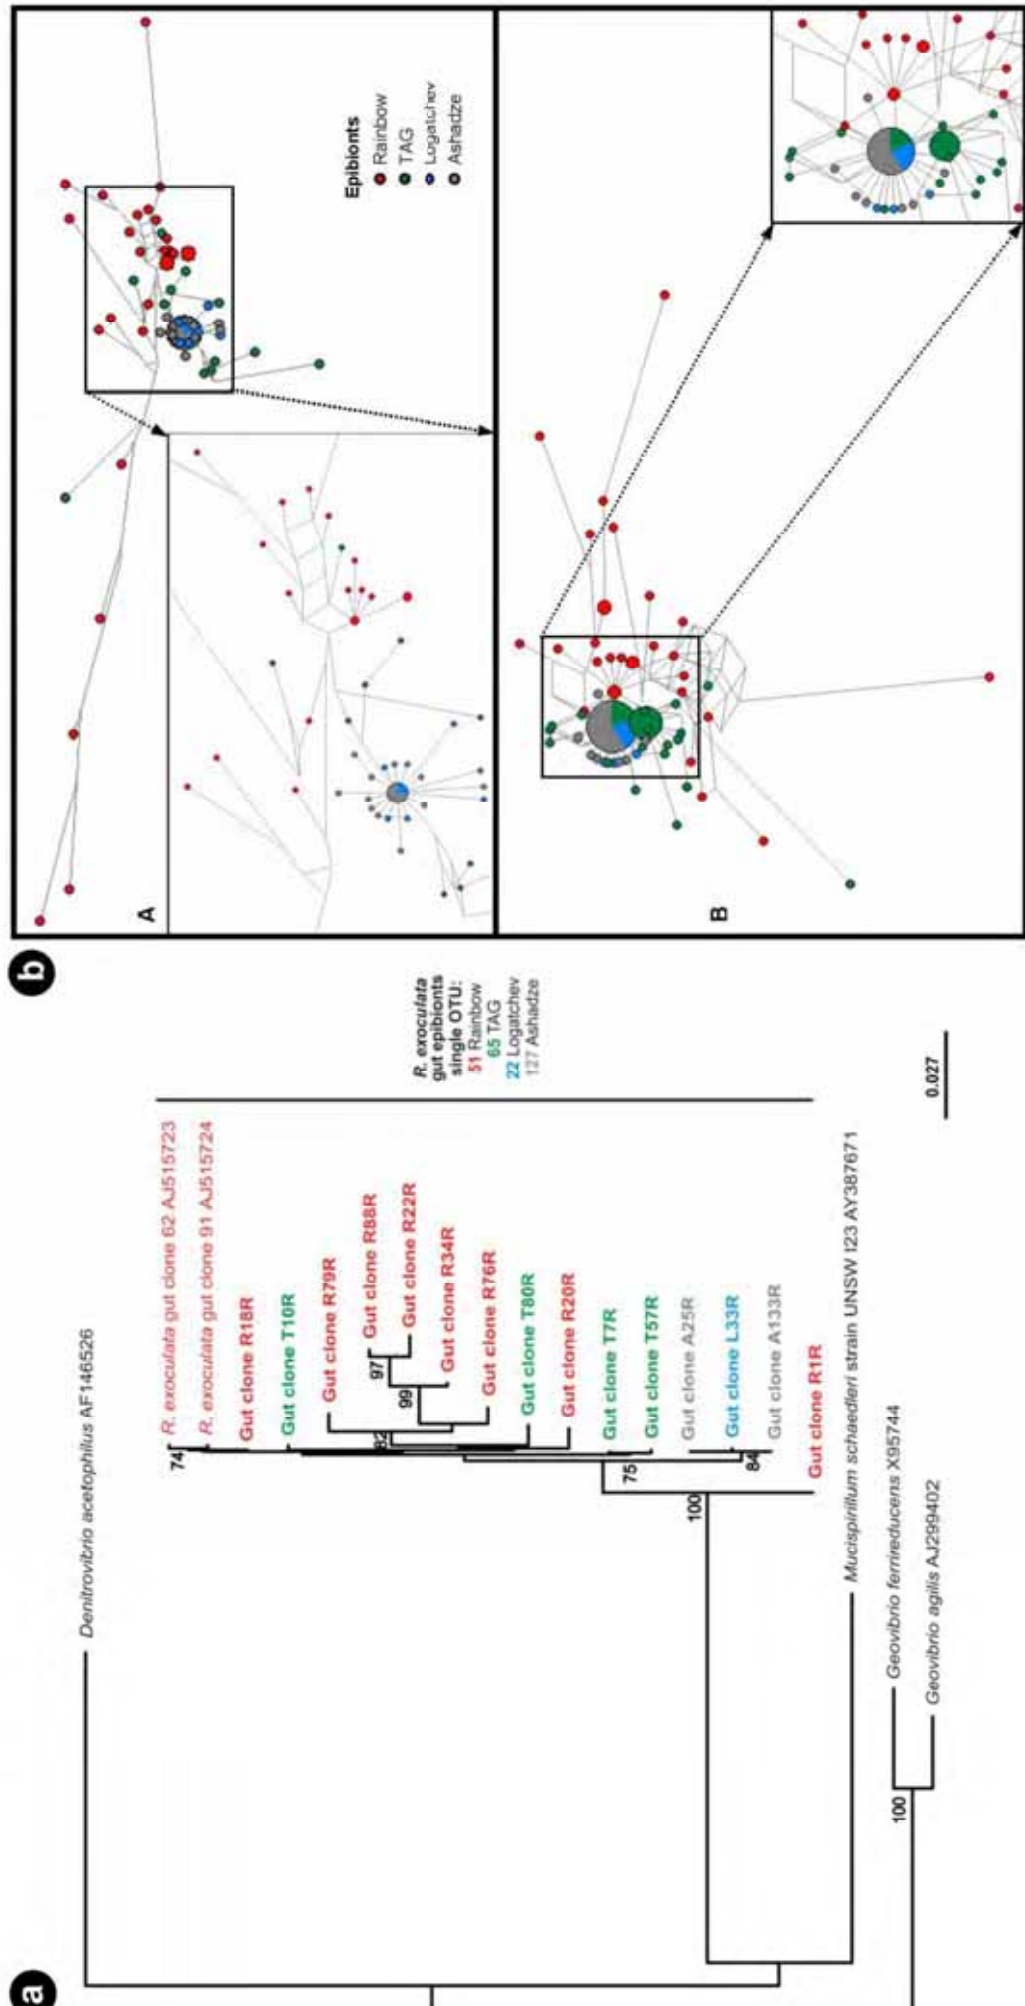 a
Denitrovibrio acetophilus AF146526
R. exoculata gut clone 62 AJ515723
R. exoculata gut clone 91 AJ515724
Gut clone R18R
Gut clone T10R
Gut clone R79R
Gut clone R88R
Gut clone R22R
Gut clone R34R
Gut clone R76R
Gut clone T80R
Gut clone R20R
Gut clone T7R
Gut clone T57R
Gut clone A25R
Gut clone L33R
Gut clone A133R
Gut clone R1R
Mucispirillum schaedleri strain UNSW I23 AY387671
Geovibrio ferrireducens X95744
Geovibrio agilis AJ299402
74
97
99
82
75
84
100
100
R. exoculata
gut epibionts
single OTU:
51 Rainbow
65 TAG
22 Logatchev
127 Ashadze
0.027
b
A
Epibionts
Rainbow
TAG
Logatchev
Ashadze
B